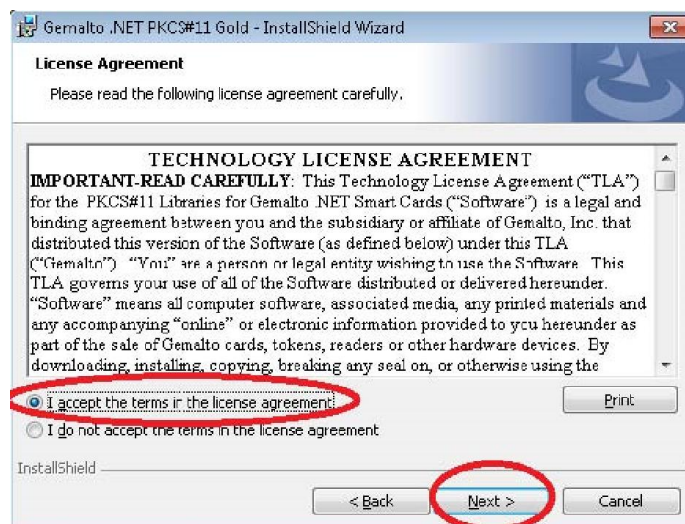 Gemalto .NET PKCS#11 Gold - InstallShield Wizard
License Agreement
Please read the following license agreement carefully.
TECHNOLOGY LICENSE AGREEMENT
IMPORTANT-READ CAREFULLY: This Technology License Agreement (“TLA”)
for the PKCS#11 Libraries for Gemalto .NET Smart Cards (“Software”) is a legal and
binding agreement between you and the subsidiary or affiliate of Gemalto, Inc. that
distributed this version of the Software (as defined below) under this TLA
(“Gemalto”). “You” are a person or legal entity wishing to use the Software. This
TLA governs your use of all of the Software distributed or delivered hereunder.
“Software” means all computer software, associated media, any printed materials and
any accompanying “online” or electronic information provided to you hereunder as
part of the sale of Gemalto cards, tokens, readers or other hardware devices. By
downloading, installing, copying, breaking any seal on, or otherwise using the
I accept the terms in the license agreement
Print
I do not accept the terms in the license agreement
InstallShield
< Back
Next >
Cancel